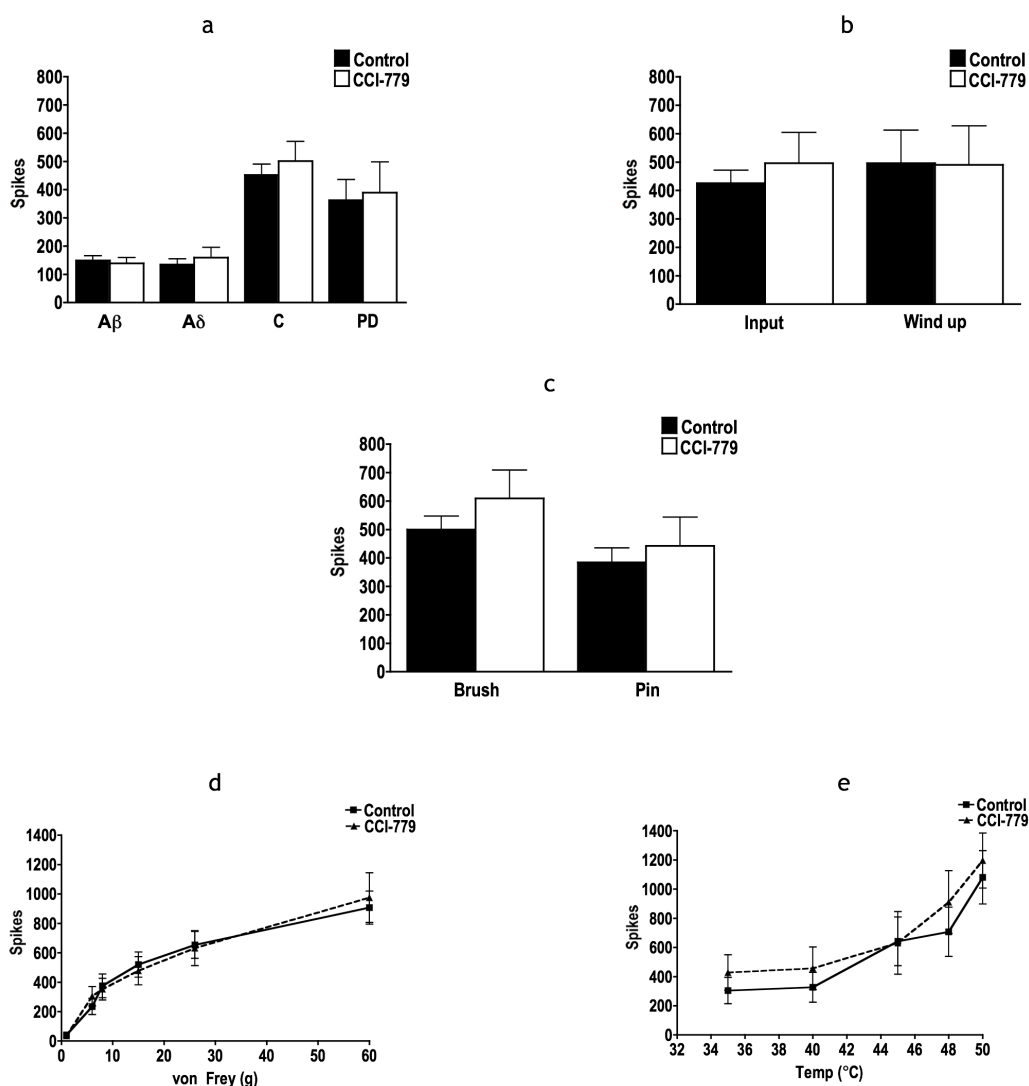 a
Control
CCI-779
800
700
600
500
400
300
200
100
0
Spikes
Aβ Aδ C PD
b
Control
CCI-779
800
700
600
500
400
300
200
100
0
Spikes
Input Wind up
c
Control
CCI-779
800
700
600
500
400
300
200
100
0
Spikes
Brush Pin
d
Control
CCI-779
1400
1200
1000
800
600
400
200
0
Spikes
0 10 20 30 40 50 60
von Frey (g)
e
Control
CCI-779
1400
1200
1000
800
600
400
200
0
Spikes
32 34 36 38 40 42 44 46 48 50
Temp (°C)